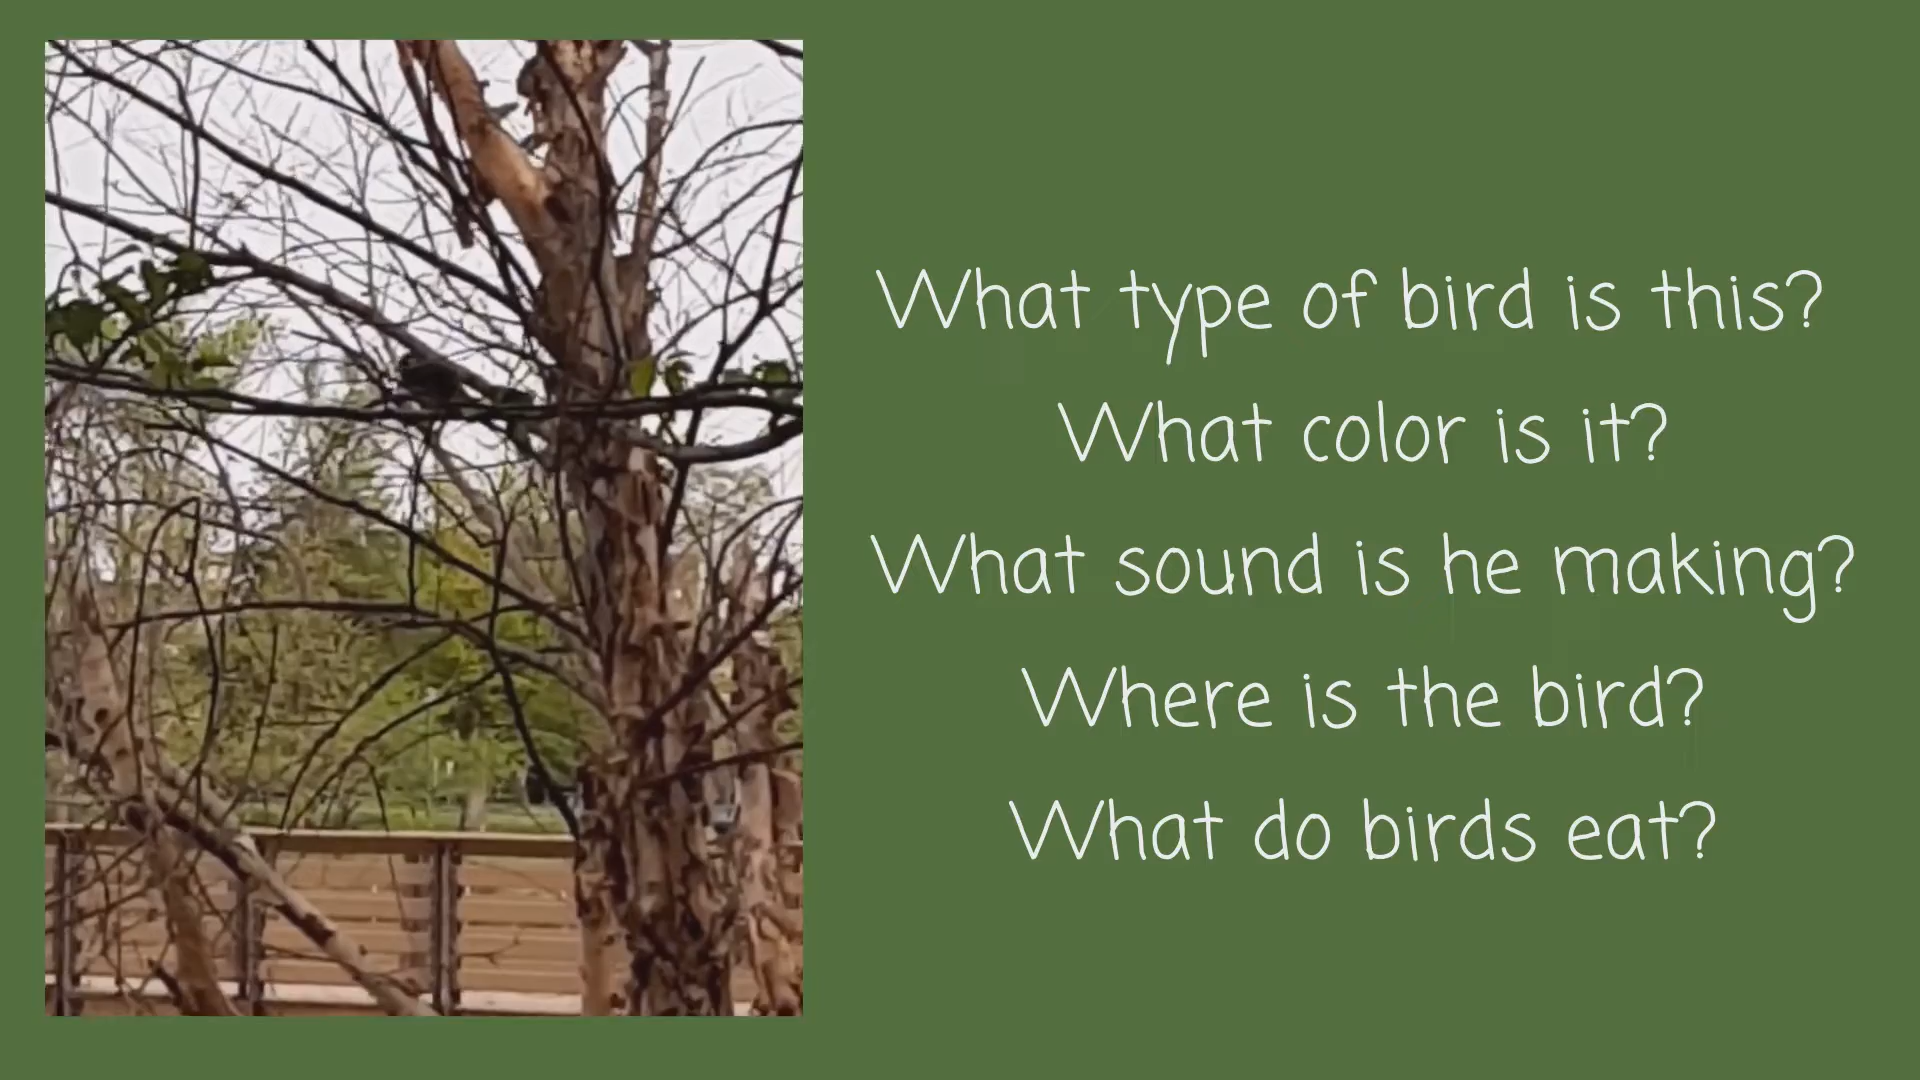 What type of bird is this?
What color is it?
What sound is he making?
Where is the bird?
What do birds eat?